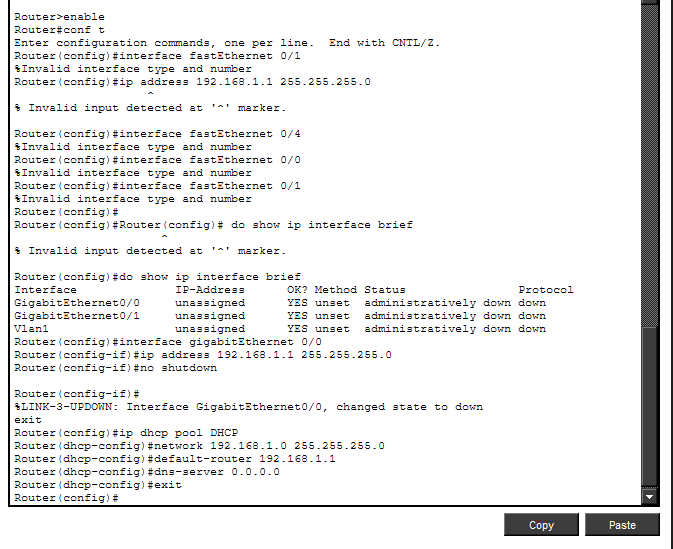 Router>enable
Router#conf t
Enter configuration commands, one per line.  End with CNTL/Z.
Router(config)#interface fastEthernet 0/1
%Invalid interface type and number
Router(config)#ip address 192.168.1.1 255.255.255.0
^
% Invalid input detected at '^' marker.
Router(config)#interface fastEthernet 0/4
%Invalid interface type and number
Router(config)#interface fastEthernet 0/0
%Invalid interface type and number
Router(config)#interface fastEthernet 0/1
%Invalid interface type and number
Router(config)#
Router(config)#Router(config)# do show ip interface brief
^
% Invalid input detected at '^' marker.
Router(config)#do show ip interface brief
Interface              IP-Address      OK? Method Status                Protocol
GigabitEthernet0/0     unassigned      YES unset  administratively down down
GigabitEthernet0/1     unassigned      YES unset  administratively down down
Vlan1                  unassigned      YES unset  administratively down down
Router(config)#interface gigabitEthernet 0/0
Router(config-if)#ip address 192.168.1.1 255.255.255.0
Router(config-if)#no shutdown
Router(config-if)#
%LINK-3-UPDOWN: Interface GigabitEthernet0/0, changed state to down
exit
Router(config)#ip dhcp pool DHCP
Router(dhcp-config)#network 192.168.1.0 255.255.255.0
Router(dhcp-config)#default-router 192.168.1.1
Router(dhcp-config)#dns-server 0.0.0.0
Router(dhcp-config)#exit
Router(config)#
Copy Paste